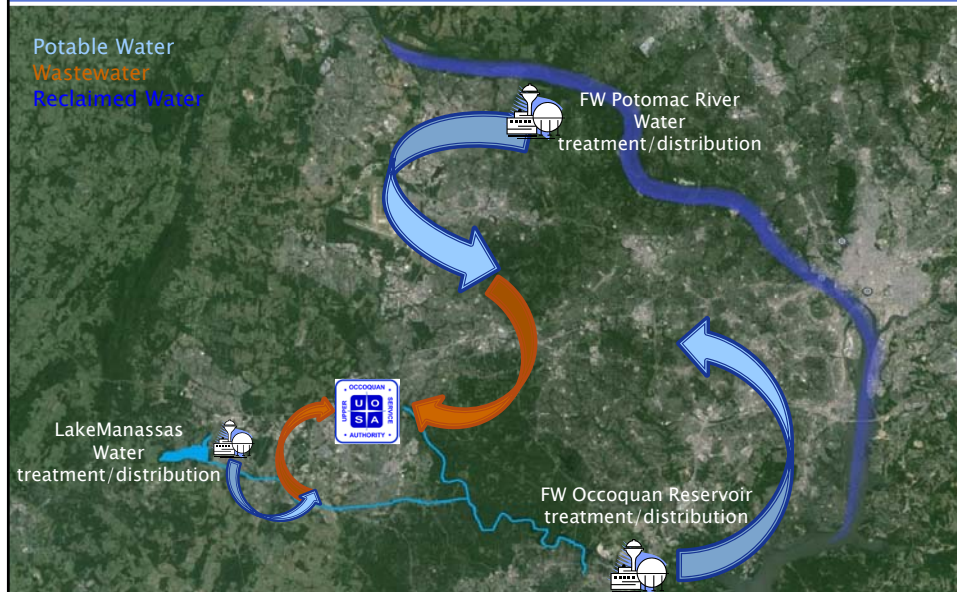 Potable Water
Wastewater
Reclaimed Water
FW Potomac River
Water
treatment/distribution
UPPER
OCCOQUAN
SERVICE
AUTHORITY
U O
S A
LakeManassas
Water
treatment/distribution
FW Occoquan Reservoir
treatment/distribution